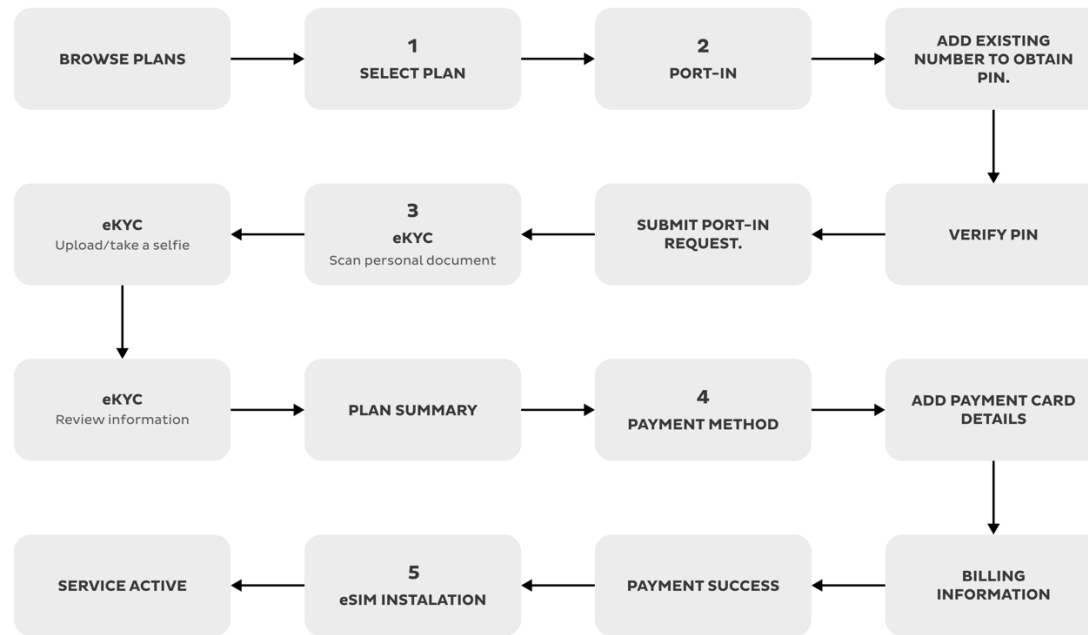 BROWSE PLANS
1
SELECT PLAN
2
PORT-IN
ADD EXISTING
NUMBER TO OBTAIN
PIN.
VERIFY PIN
SUBMIT PORT-IN
REQUEST.
3
eKYC
Scan personal document
eKYC
Upload/take a selfie
eKYC
Review information
PLAN SUMMARY
4
PAYMENT METHOD
ADD PAYMENT CARD
DETAILS
BILLING
INFORMATION
PAYMENT SUCCESS
5
eSIM INSTALATION
SERVICE ACTIVE